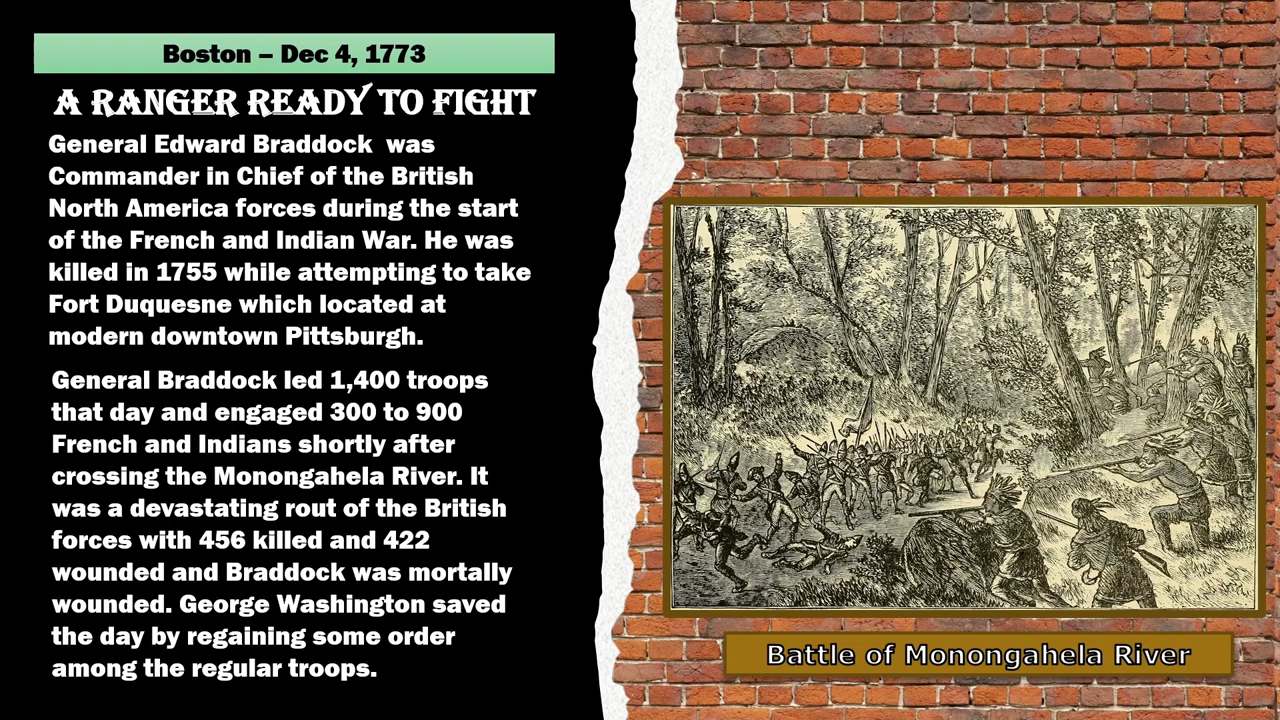 Boston – Dec 4, 1773
A RANGER READY TO FIGHT
General Edward Braddock  was
Commander in Chief of the British
North America forces during the start
of the French and Indian War. He was
killed in 1755 while attempting to take
Fort Duquesne which located at
modern downtown Pittsburgh.
General Braddock led 1,400 troops
that day and engaged 300 to 900
French and Indians shortly after
crossing the Monongahela River. It
was a devastating rout of the British
forces with 456 killed and 422
wounded and Braddock was mortally
wounded. George Washington saved
the day by regaining some order
among the regular troops.
Battle of Monongahela River